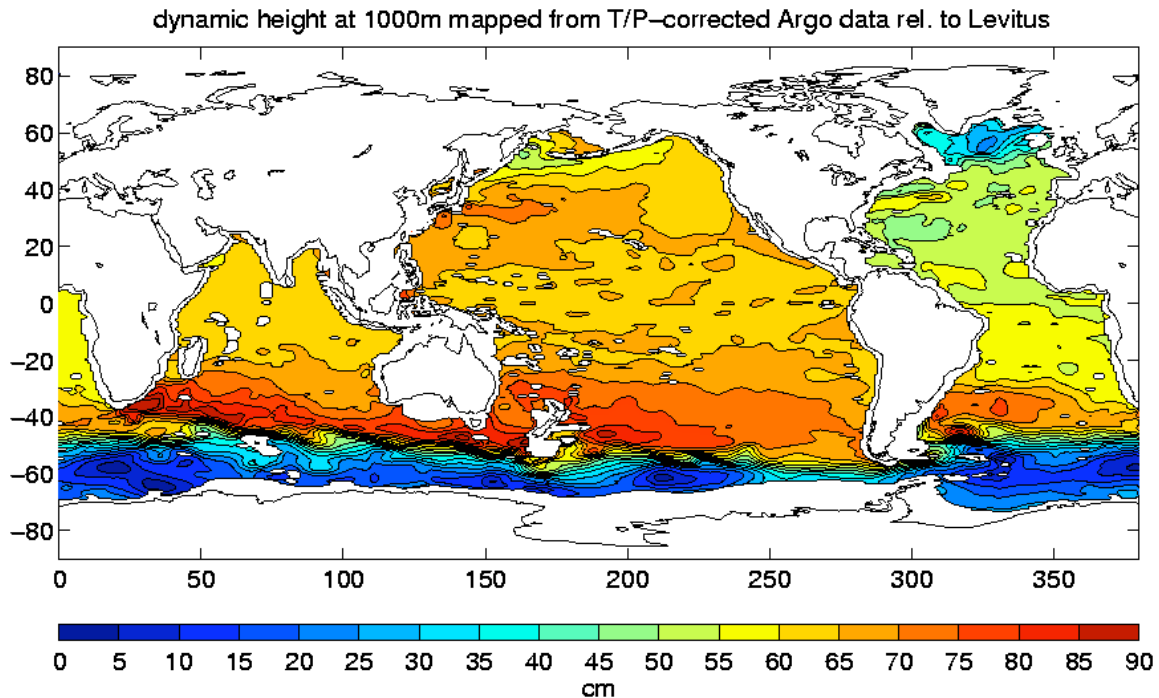 dynamic height at 1000m mapped from T/P−corrected Argo data rel. to Levitus
80
60
40
20
0
−20
−40
−60
−80
0 50 100 150 200 250 300 350
0 5 10 15 20 25 30 35 40 45 50 55 60 65 70 75 80 85 90
cm